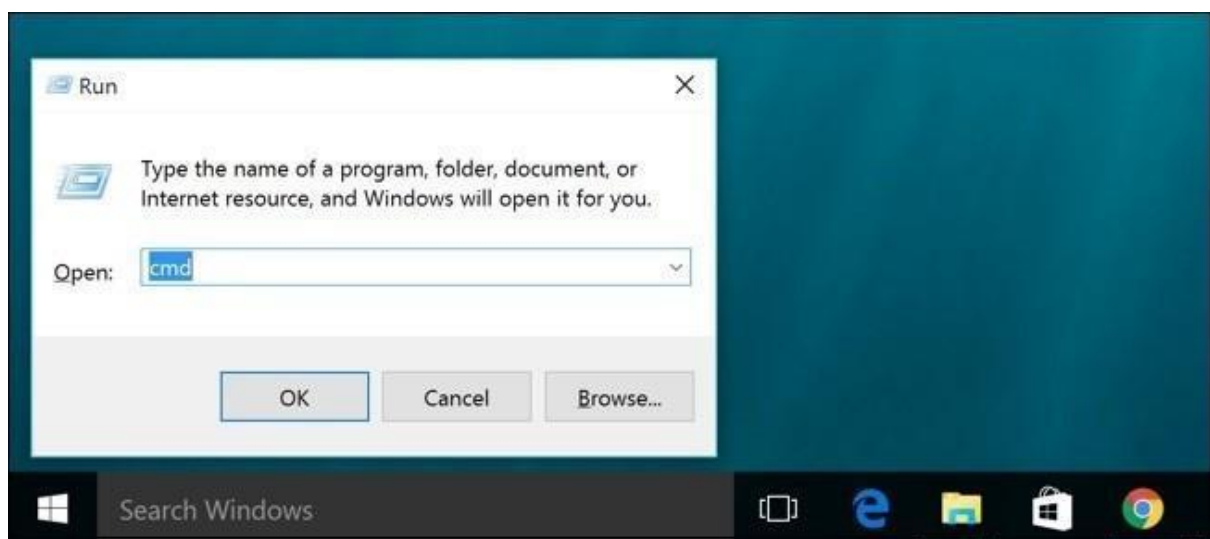 Run
Type the name of a program, folder, document, or
Internet resource, and Windows will open it for you.
Open: cmd
OK Cancel Browse...
Search Windows